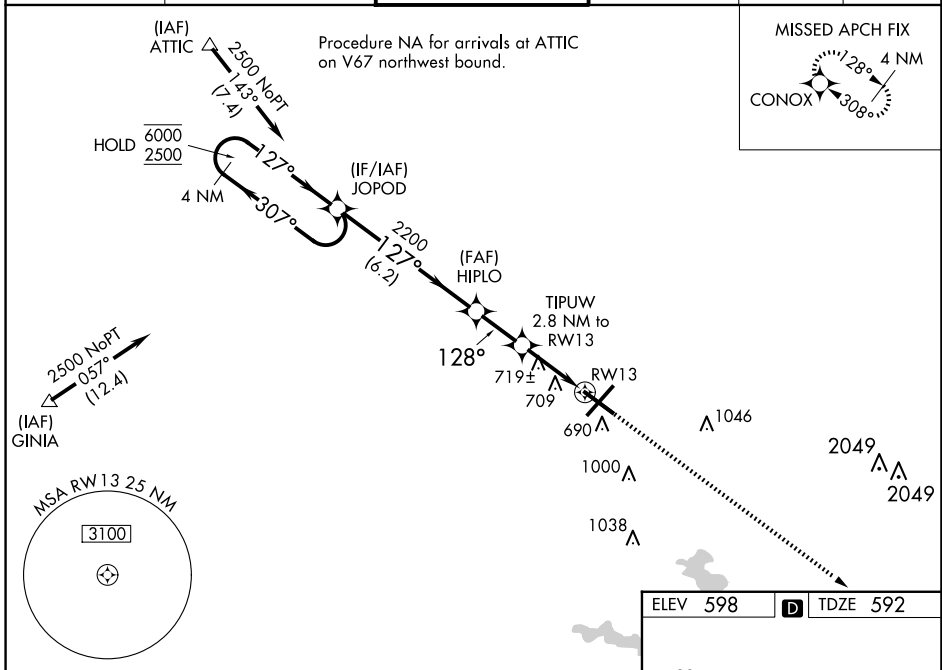 (IAF)
ATTIC
2500 NoPT
143°
(7.4)
Procedure NA for arrivals at ATTIC
on V67 northwest bound.
MISSED APCH FIX
128°
4 NM
CONOX
308°
HOLD
6000
2500
4 NM
127°
307°
(IF/IAF)
JOPOD
2200
127°
(6.2)
(FAF)
HIPLO
128°
TIPUW
2.8 NM to
RW13
719±
709
RW13
690
1046
1000
1038
2049
2049
2500 NoPT
057°
(12.4)
(IAF)
GINIA
MSA RW13 25 NM
3100
ELEV 598
D
TDZE 592